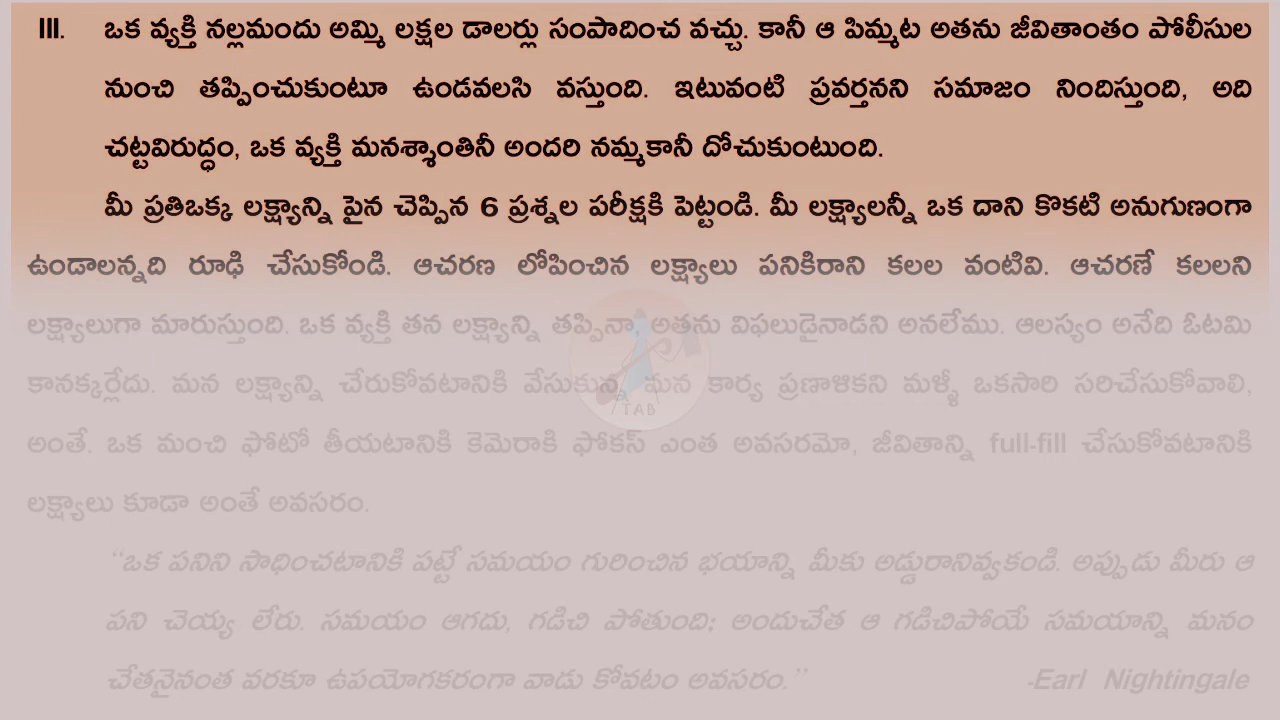 III. ఒక వ్యక్తి నల్లమందు అమ్మి లక్షల డాలర్లు సంపాదించ వచ్చు. కానీ ఆ పిమ్మట అతను జీవితాంతం పోలీసుల
నుంచి తప్పించుకుంటూ ఉండవలసి వస్తుంది. ఇటువంటి ప్రవర్తనని సమాజం నిందిస్తుంది, అది
చట్టవిరుద్ధం, ఒక వ్యక్తి మనశ్శాంతినీ అందరి నమ్మకానీ దోచుకుంటుంది.
మీ ప్రతిఒక్క లక్ష్యాన్ని పైన చెప్పిన 6 ప్రశ్నల పరీక్షకి పెట్టండి. మీ లక్ష్యాలన్నీ ఒక దాని కొకటి అనుగుణంగా
ఉండాలన్నది రూఢి చేసుకోండి. ఆచరణ లోపించిన లక్ష్యాలు పనికిరాని కలల వంటివి. ఆచరణే కలలని
లక్ష్యాలుగా మారుస్తుంది. ఒక వ్యక్తి తన లక్ష్యాన్ని తప్పినా, అతను విఫలుడైనాడని అనలేము. ఆలస్యం అనేది ఓటమి
కానక్కర్లేదు. మన లక్ష్యాన్ని చేరుకోవటానికి వేసుకున్న మన కార్య ప్రణాళికని మళ్ళీ ఒకసారి సరిచేసుకోవాలి,
అంతే. ఒక మంచి ఫోటో తీయటానికి కెమెరాకి ఫోకస్ ఎంత అవసరమో, జీవితాన్ని full-fill చేసుకోవటానికి
లక్ష్యాలు కూడా అంతే అవసరం.
“ఒక పనిని సాధించటానికి పట్టే సమయం గురించిన భయాన్ని మీకు అడ్డురానివ్వకండి. అప్పుడు మీరు ఆ
పని చెయ్య లేరు. సమయం ఆగదు, గడిచి పోతుంది; అందుచేత ఆ గడిచిపోయే సమయాన్ని మనం
చేతనైనంత వరకూ ఉపయోగకరంగా వాడు కోవటం అవసరం.” -Earl Nightingale
TAB